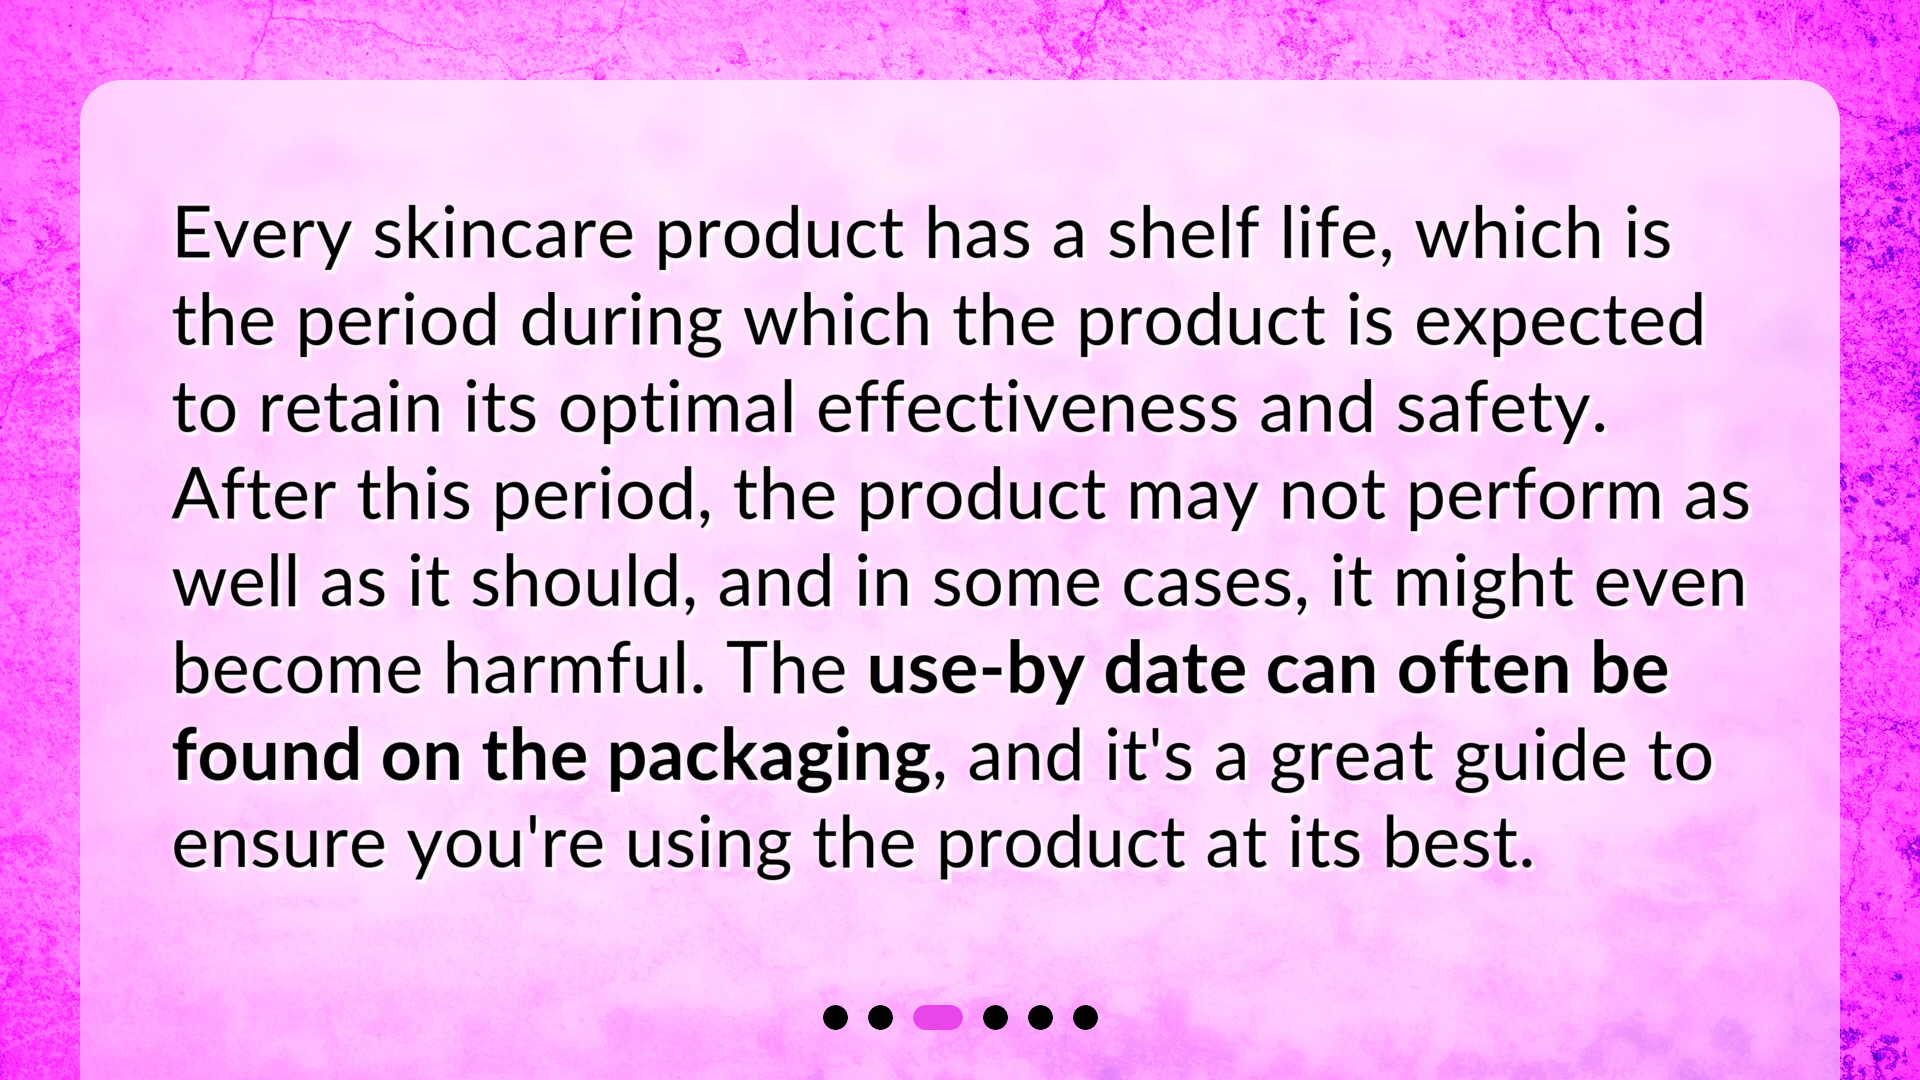 Every skincare product has a shelf life, which is
the period during which the product is expected
to retain its optimal effectiveness and safety.
After this period, the product may not perform as
well as it should, and in some cases, it might even
become harmful. The use-by date can often be
found on the packaging, and it's a great guide to
ensure you're using the product at its best.